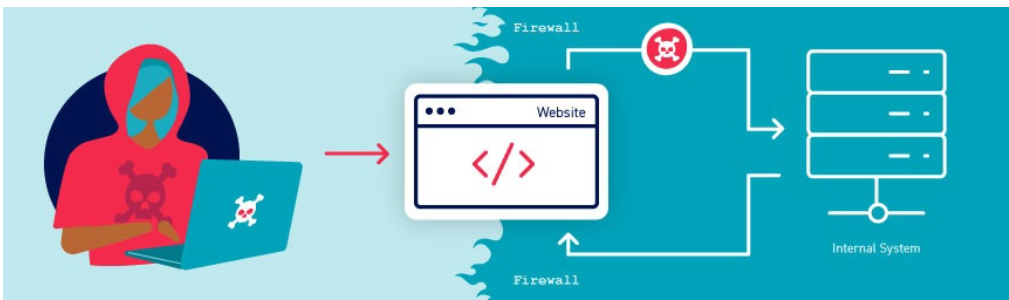 Firewall
Website
</>
Internal System
Firewall